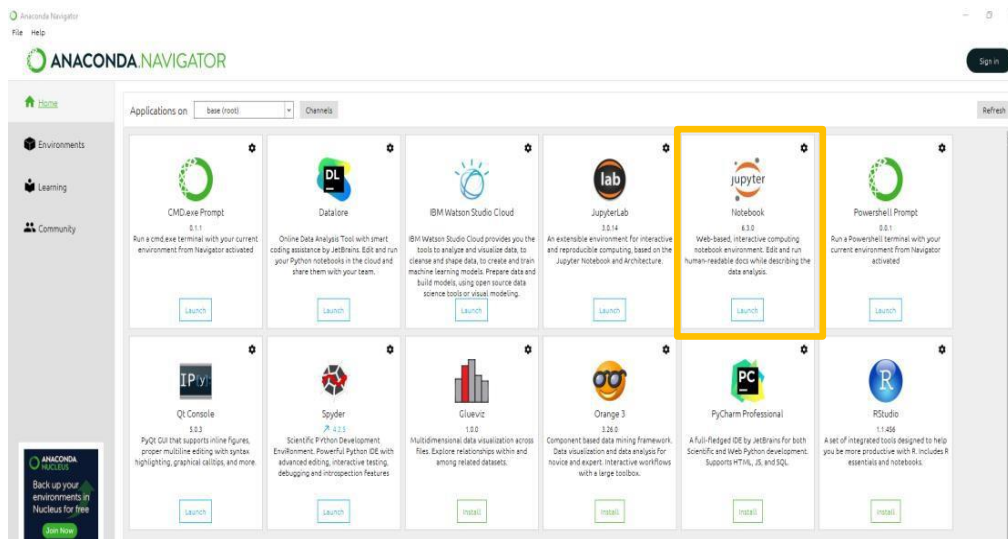 Anaconda Navigator
File Help
ANACONDA.NAVIGATOR
Sign in
Home
Environments
Learning
Community
Applications on base (root) Channels
Refresh
CMD.exe Prompt
0.1.1
Run a cmd.exe terminal with your current
environment from Navigator activated
Launch
DL
Datalore
Online Data Analysis Tool with smart
coding assistance by JetBrains. Edit and run
your Python notebooks in the cloud and
share them with your team.
Launch
IBM Watson Studio Cloud
IBM Watson Studio Cloud provides you the
tools to analyze and visualize data, to
cleanse and shape data, to create and train
machine learning models. Prepare data and
build models, using open source data
science tools or visual modeling.
Launch
lab
JupyterLab
3.0.14
An extensible environment for interactive
and reproducible computing, based on the
Jupyter Notebook and Architecture.
Launch
jupyter
Notebook
6.3.0
Web-based, interactive computing
notebook environment. Edit and run
human-readable docs while describing the
data analysis.
Launch
Powershell Prompt
0.0.1
Run a Powershell terminal with your
current environment from Navigator
activated
Launch
IP[y]:
Qt Console
5.0.3
PyQt GUI that supports inline figures,
proper multiline editing with syntax
highlighting, graphical calltips, and more.
Launch
Spyder
4.2.5
Scientific PYthon Development
EnviRonment. Powerful Python IDE with
advanced editing, interactive testing,
debugging and introspection features
Launch
Glueviz
1.0.0
Multidimensional data visualization across
files. Explore relationships within and
among related datasets.
Install
Orange 3
3.26.0
Component based data mining framework.
Data visualization and data analysis for
novice and expert. Interactive workflows
with a large toolbox.
Install
PC
PyCharm Professional
A full-fledged IDE by JetBrains for both
Scientific and Web Python development.
Supports HTML, JS, and SQL.
Install
R
RStudio
1.1.456
A set of integrated tools designed to help
you be more productive with R. Includes R
essentials and notebooks.
Install
ANACONDA
NUCLEUS
Back up your
environments in
Nucleus for free
Join Now